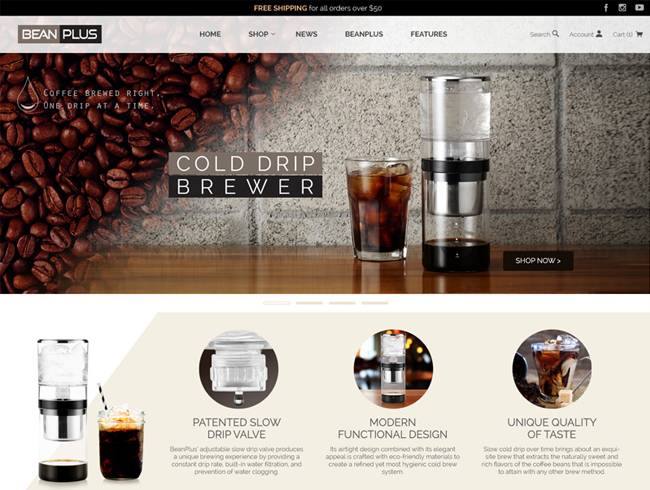 FREE SHIPPING for all orders over $50
BEAN PLUS
HOME SHOP NEWS BEANPLUS FEATURES
Search Account Cart (1)
COFFEE BREWED RIGHT,
ONE DRIP AT A TIME.
COLD DRIP
BREWER
SHOP NOW >
PATENTED SLOW
DRIP VALVE
BeanPlus' adjustable slow drip valve produces
a unique brewing experience by providing a
constant drip rate, built-in water filtration, and
prevention of water clogging.
MODERN
FUNCTIONAL DESIGN
Its airtight design combined with its elegant
appeal is crafted with eco-friendly materials to
create a refined yet most hygienic cold brew
system.
UNIQUE QUALITY
OF TASTE
Slow cold drip over time brings about an exqui-
site brew that extracts the naturally sweet and
rich flavors of the coffee beans that is impossible
to attain with any other brew method.